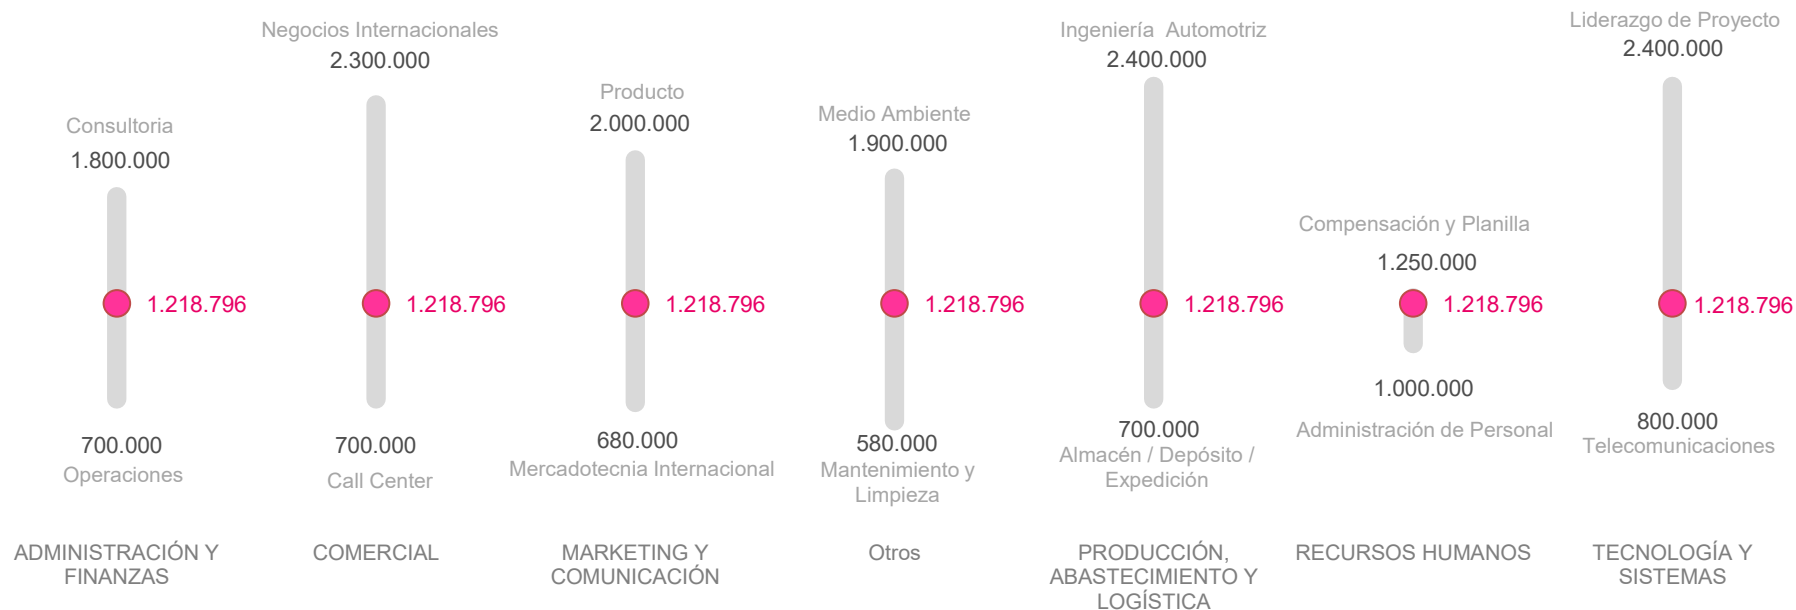 Consultoria
1.800.000
1.218.796
700.000
Operaciones
ADMINISTRACIÓN Y
FINANZAS
Negocios Internacionales
2.300.000
1.218.796
700.000
Call Center
COMERCIAL
Producto
2.000.000
1.218.796
680.000
Mercadotecnia Internacional
MARKETING Y
COMUNICACIÓN
Medio Ambiente
1.900.000
1.218.796
580.000
Mantenimiento y
Limpieza
Otros
Ingeniería  Automotriz
2.400.000
1.218.796
700.000
Almacén / Depósito /
Expedición
PRODUCCIÓN,
ABASTECIMIENTO Y
LOGÍSTICA
Compensación y Planilla
1.250.000
1.218.796
1.000.000
Administración de Personal
RECURSOS HUMANOS
Liderazgo de Proyecto
2.400.000
1.218.796
800.000
Telecomunicaciones
TECNOLOGÍA Y
SISTEMAS